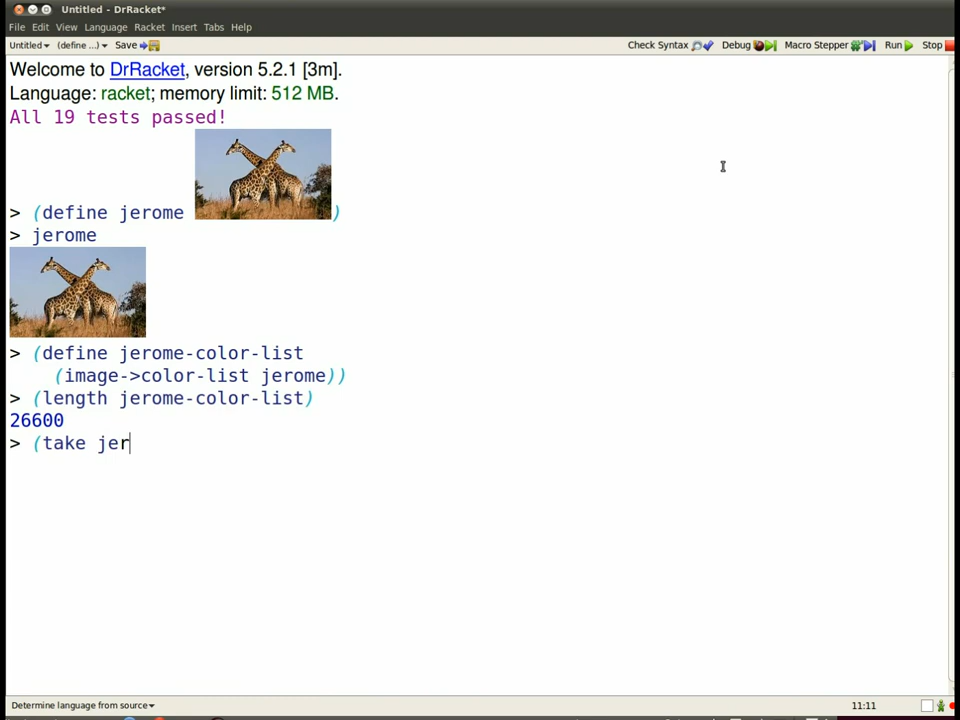 Untitled - DrRacket*
File Edit View Language Racket Insert Tabs Help
Untitled (define ...) Save Check Syntax Debug Macro Stepper Run Stop
Welcome to DrRacket, version 5.2.1 [3m].
Language: racket; memory limit: 512 MB.
All 19 tests passed!
> (define jerome )
> jerome
> (define jerome-color-list
(image->color-list jerome))
> (length jerome-color-list)
26600
> (take jer
Determine language from source 11:11